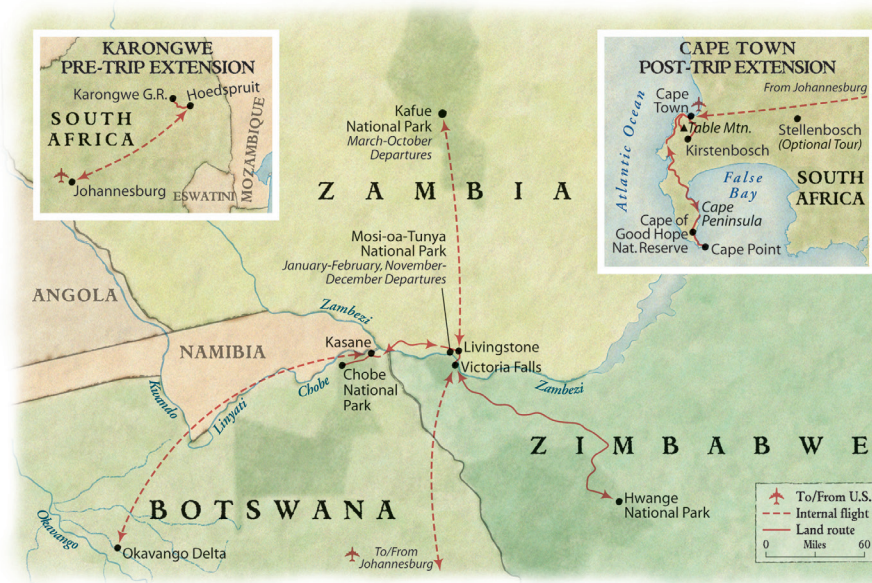 KARONGWE
PRE-TRIP EXTENSION
Karongwe G.R.
Hoedspruit
SOUTH
AFRICA
MOZAMBIQUE
Johannesburg
ESWATINI
CAPE TOWN
POST-TRIP EXTENSION
From Johannesburg
Cape
Town
Table Mtn.
Kirstenbosch
Stellenbosch
(Optional Tour)
Atlantic Ocean
False
Bay
SOUTH
AFRICA
Cape
Peninsula
Cape of
Good Hope
Nat. Reserve
Cape Point
Kafue
National Park
March-October
Departures
ZAMBIA
Mosi-oa-Tunya
National Park
January-February, November-
December Departures
ANGOLA
Zambezi
NAMIBIA
Kasane
Livingstone
Victoria Falls
Chobe
National
Park
Chobe
Zambezi
Kwando
Linyati
ZIMBABWE
Hwange
National Park
BOTSWANA
Okavango
Okavango Delta
To/From
Johannesburg
To/From U.S.
Internal flight
Land route
0 Miles 60